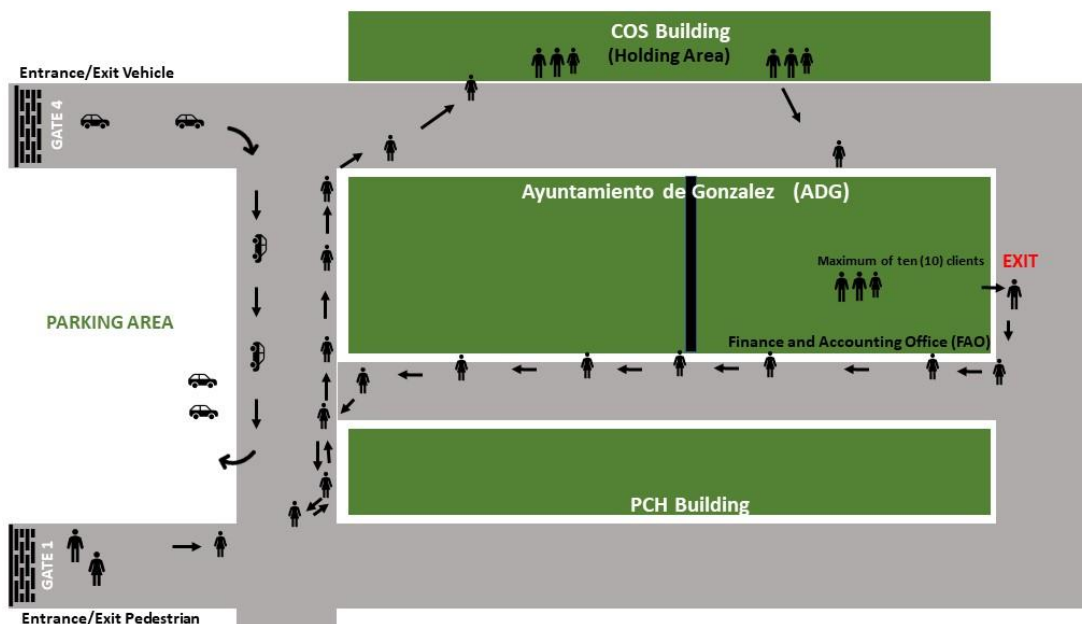 COS Building
(Holding Area)
Entrance/Exit Vehicle
GATE 4
Ayuntamiento de Gonzalez (ADG)
Maximum of ten (10) clients
EXIT
PARKING AREA
Finance and Accounting Office (FAO)
PCH Building
GATE 1
Entrance/Exit Pedestrian